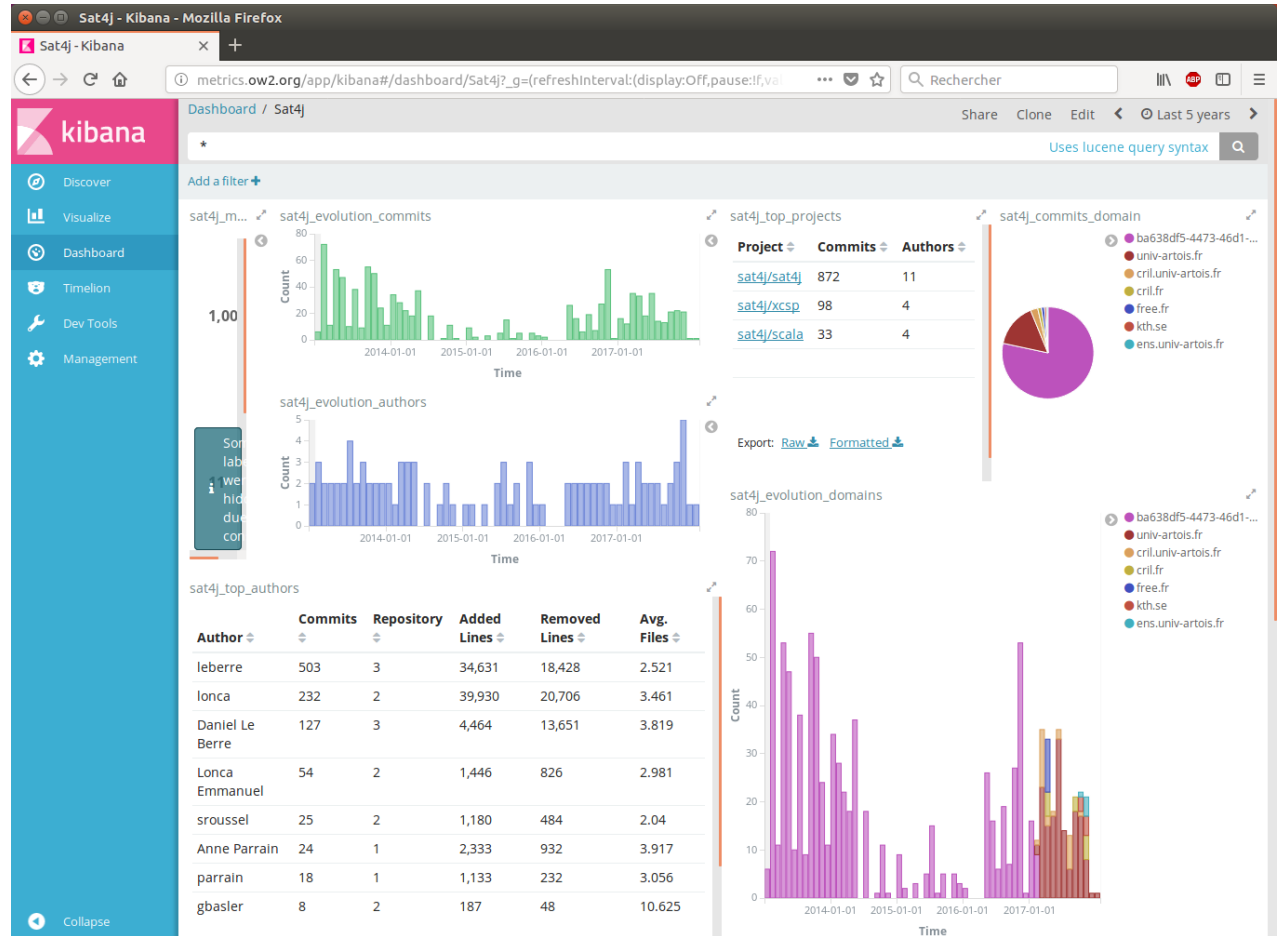 Sat4j - Kibana - Mozilla Firefox
Sat4j - Kibana
metrics.ow2.org/app/kibana#/dashboard/Sat4j?_g=(refreshInterval:(display:Off,pause:!f,val
Rechercher
ABP
kibana
Discover
Visualize
Dashboard
Timelion
Dev Tools
Management
Collapse
Dashboard / Sat4j
Share Clone Edit Last 5 years
*
Uses lucene query syntax
Add a filter
sat4j_m...
1,00
11
Sor
lab
we
hid
due
cor
sat4j_evolution_commits
80
60
40
20
0
Count
2014-01-01 2015-01-01 2016-01-01 2017-01-01
Time
sat4j_evolution_authors
5
4
3
2
1
0
Count
2014-01-01 2015-01-01 2016-01-01 2017-01-01
Time
sat4j_top_projects
Project Commits Authors
sat4j/sat4j 872 11
sat4j/xcsp 98 4
sat4j/scala 33 4
Export: Raw Formatted
sat4j_commits_domain
ba638df5-4473-46d1-...
univ-artois.fr
cril.univ-artois.fr
cril.fr
free.fr
kth.se
ens.univ-artois.fr
sat4j_top_authors
Author Commits Repository Added Lines Removed Lines Avg. Files
leberre 503 3 34,631 18,428 2.521
lonca 232 2 39,930 20,706 3.461
Daniel Le Berre 127 3 4,464 13,651 3.819
Lonca Emmanuel 54 2 1,446 826 2.981
sroussel 25 2 1,180 484 2.04
Anne Parrain 24 1 2,333 932 3.917
parrain 18 1 1,133 232 3.056
gbasler 8 2 187 48 10.625
sat4j_evolution_domains
80
70
60
50
40
30
20
10
0
Count
2014-01-01 2015-01-01 2016-01-01 2017-01-01
Time
ba638df5-4473-46d1-...
univ-artois.fr
cril.univ-artois.fr
cril.fr
free.fr
kth.se
ens.univ-artois.fr